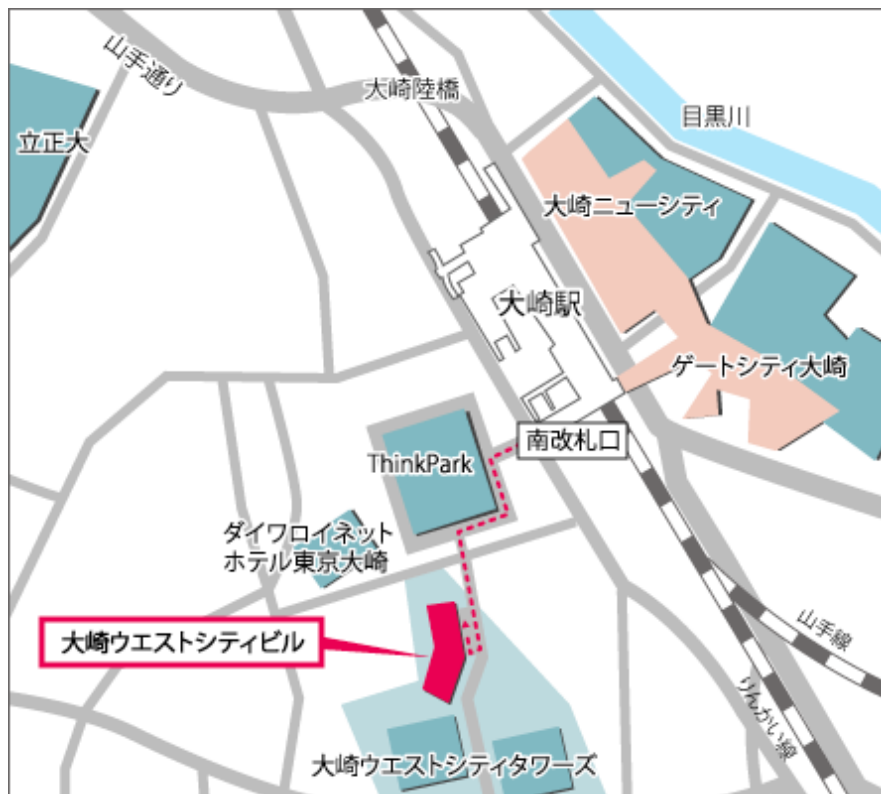 山手通り
大崎陸橋
目黒川
立正大
大崎ニューシティ
大崎駅
ゲートシティ大崎
南改札口
ThinkPark
ダイワロイネット
ホテル東京大崎
大崎ウエストシティビル
山手線
りんかい線
大崎ウエストシティタワーズ